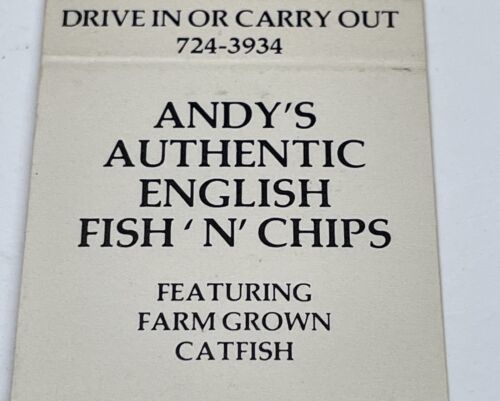 DRIVE IN OR CARRY OUT
724-3934
ANDY'S
AUTHENTIC
ENGLISH
FISH 'N' CHIPS
FEATURING
FARM GROWN
CATFISH